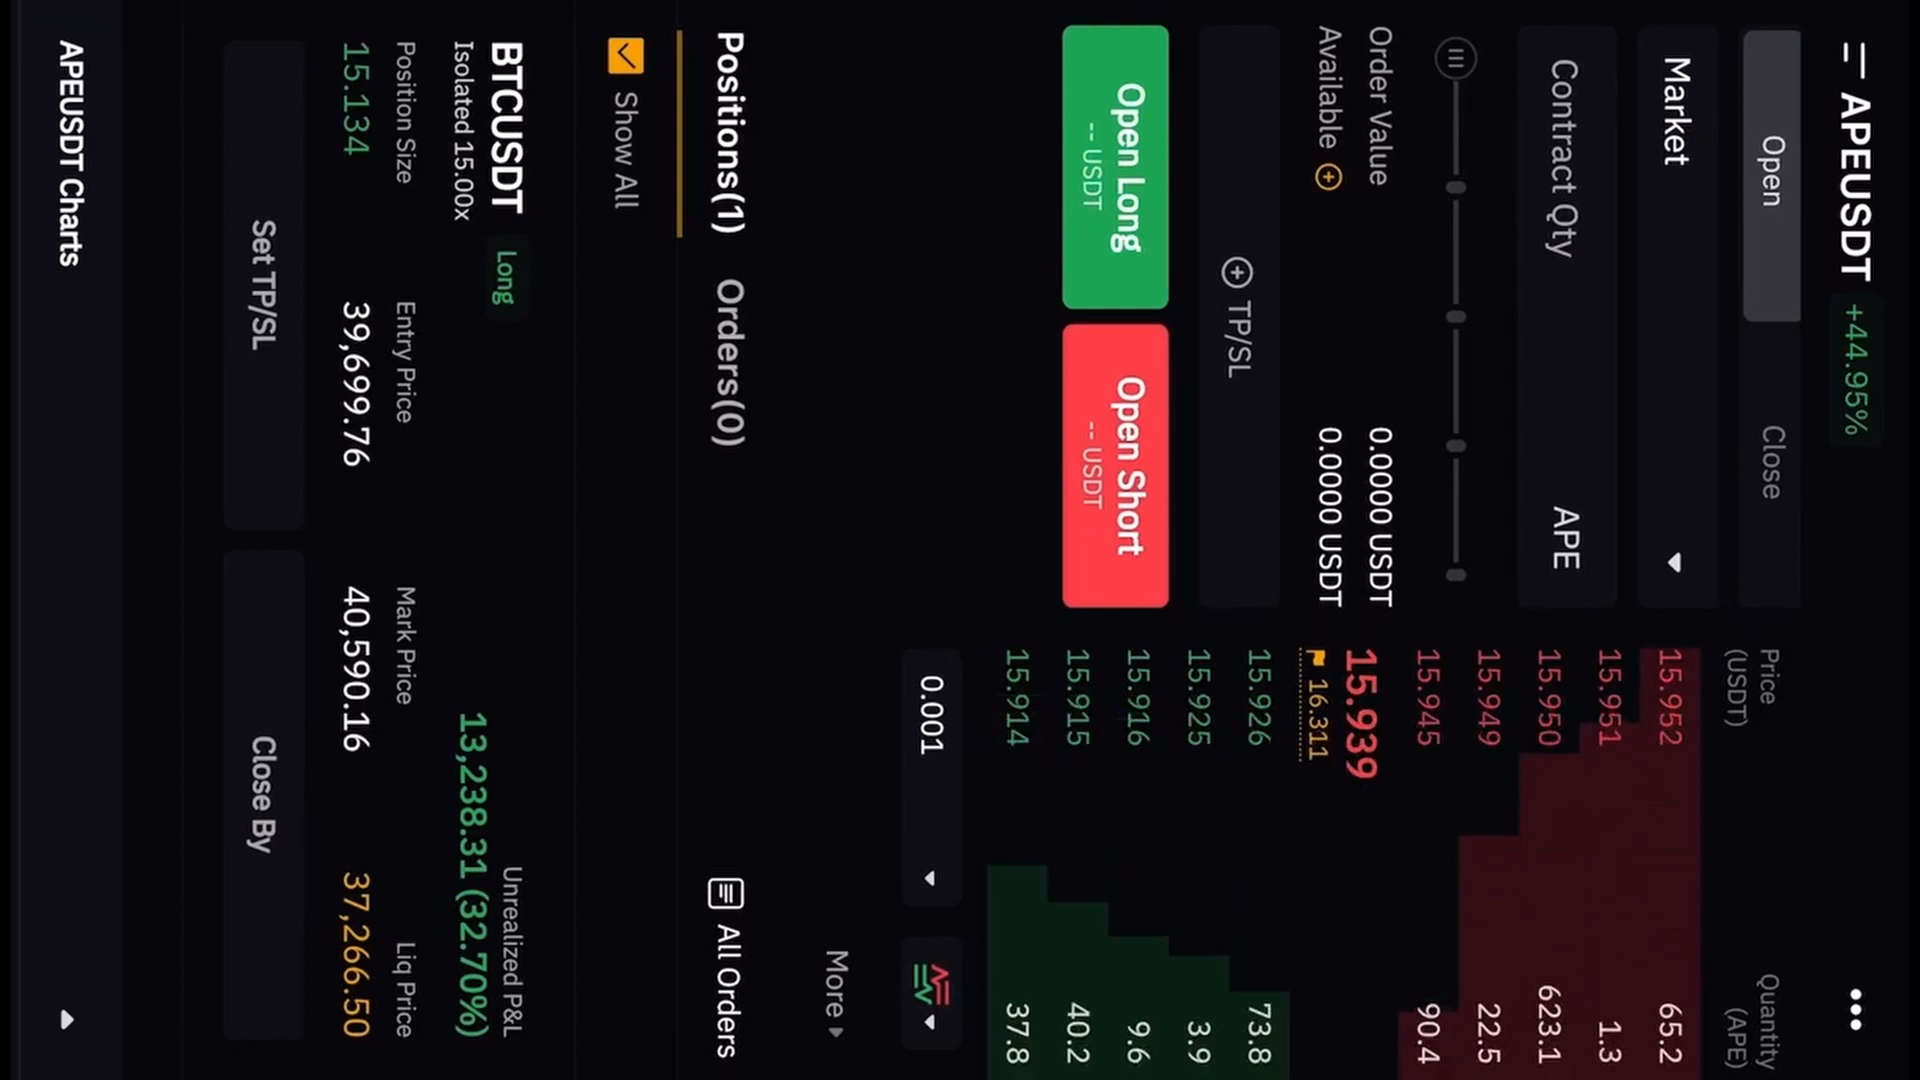 APEUSDT +44.95%
Open Close
Market
Contract Qty APE
Order Value 0.0000 USDT
Available 0.0000 USDT
TP/SL
Open Long
-- USDT
Open Short
-- USDT
Price (USDT)
Quantity (APE)
15.952 65.2
15.951 1.3
15.950 623.1
15.949 22.5
15.945 90.4
15.939
16.311
15.926 73.8
15.925 3.9
15.916 9.6
15.915 40.2
15.914 37.8
0.001
More
Positions(1) Orders(0) All Orders
Show All
BTCUSDT Long Unrealized P&L
Isolated 15.00x 13,238.31 (32.70%)
Position Size Entry Price Mark Price Liq Price
15.134 39,699.76 40,590.16 37,266.50
Set TP/SL Close By
APEUSDT Charts